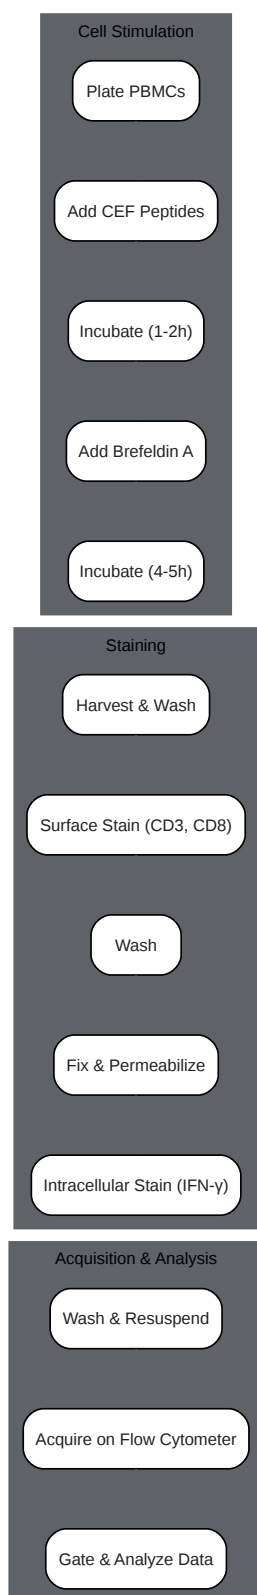 Cell Stimulation
Plate PBMCs
Add CEF Peptides
Incubate (1-2h)
Add Brefeldin A
Incubate (4-5h)
Staining
Harvest & Wash
Surface Stain (CD3, CD8)
Wash
Fix & Permeabilize
Intracellular Stain (IFN-γ)
Acquisition & Analysis
Wash & Resuspend
Acquire on Flow Cytometer
Gate & Analyze Data